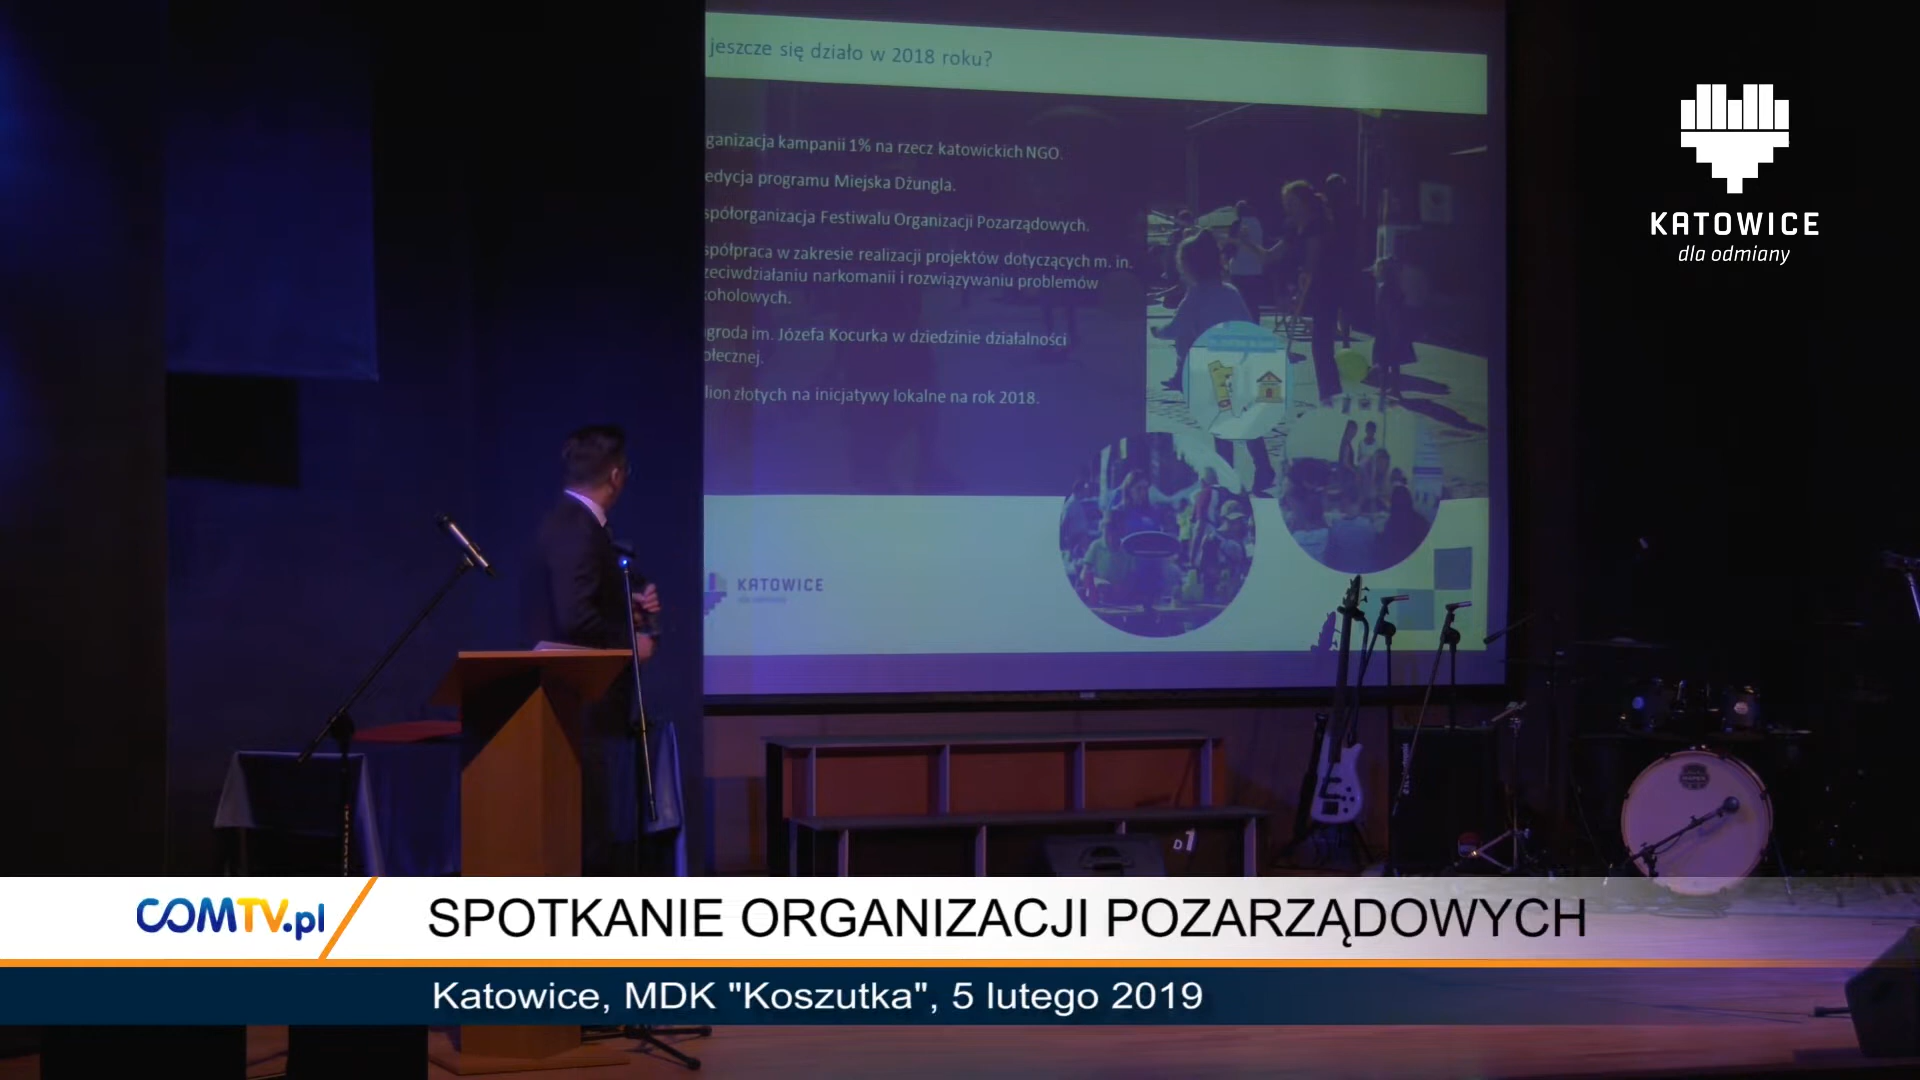 jeszcze się działo w 2018 roku?
ganizacja kampanii 1% na rzecz katowickich NGO.
edycja programu Miejska Dżungla.
spółorganizacja Festiwalu Organizacji Pozarządowych.
spółpraca w zakresie realizacji projektów dotyczących m. in.
zeciwdziałaniu narkomanii i rozwiązywaniu problemów
koholowych.
groda im. Józefa Kocurka w dziedzinie działalności
ołecznej.
lion złotych na inicjatywy lokalne na rok 2018.
KATOWICE
KATOWICE
dla odmiany
D1
COMTV.pl
SPOTKANIE ORGANIZACJI POZARZĄDOWYCH
Katowice, MDK "Koszutka", 5 lutego 2019